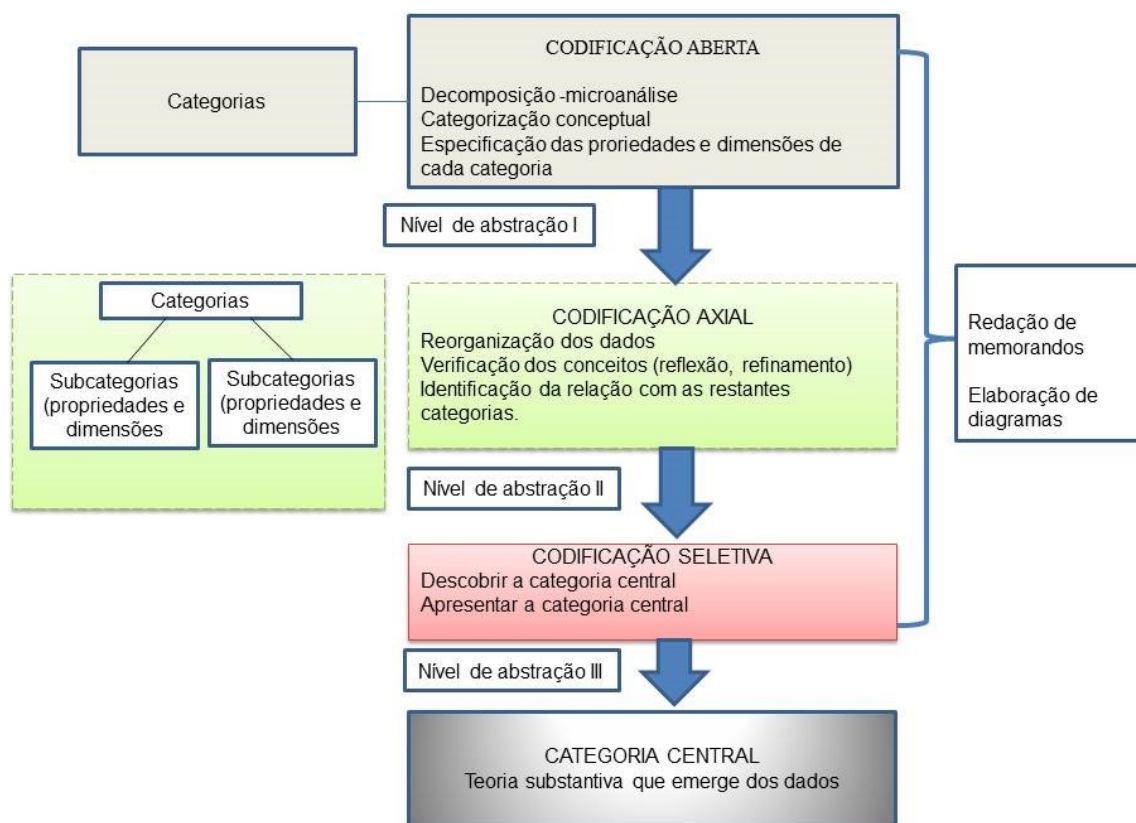 Categorias
CODIFICAÇÃO ABERTA
Decomposição -microanálise
Categorização conceptual
Especificação das proriedades e dimensões de
cada categoria
Nível de abstração I
Categorias
Subcategorias
(propriedades e
dimensões
Subcategorias
(propriedades e
dimensões
CODIFICAÇÃO AXIAL
Reorganização dos dados
Verificação dos conceitos (reflexão, refinamento)
Identificação da relação com as restantes
categorias.
Redação de
memorandos
Elaboração de
diagramas
Nível de abstração II
CODIFICAÇÃO SELETIVA
Descobrir a categoria central
Apresentar a categoria central
Nível de abstração III
CATEGORIA CENTRAL
Teoria substantiva que emerge dos dados